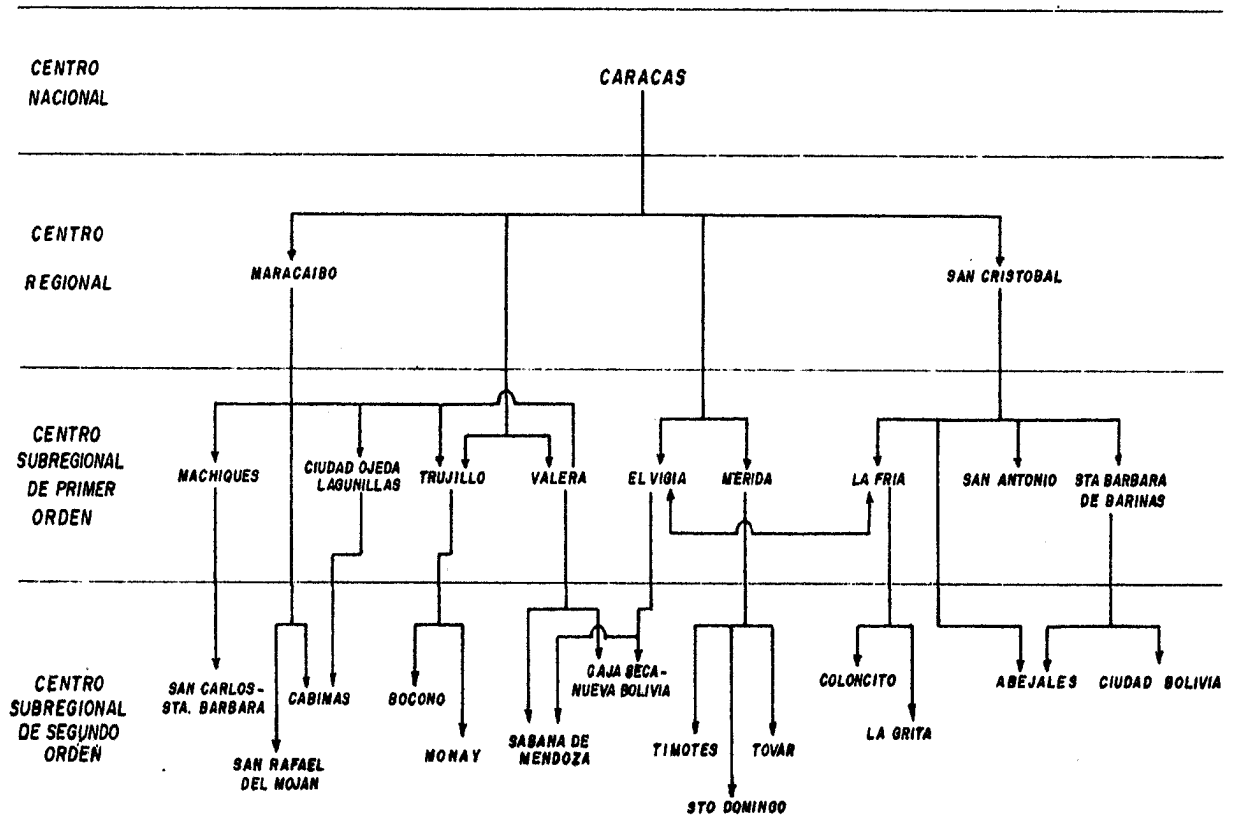 CENTRO
NACIONAL
CARACAS
CENTRO
REGIONAL
MARACAIBO
SAN CRISTOBAL
CENTRO
SUBREGIONAL
DE PRIMER
ORDEN
MACHIQUES
CIUDAD OJEDA
LAGUNILLAS
TRUJILLO
VALERA
EL VIGIA
MERIDA
LA FRIA
SAN ANTONIO
STA BARBARA
DE BARINAS
CENTRO
SUBREGIONAL
DE SEGUNDO
ORDEN
SAN CARLOS-
STA. BARBARA
SAN RAFAEL
DEL MOJAN
CABIMAS
BOCONO
MONAY
SABANA DE
MENDOZA
CAJA SECA-
NUEVA BOLIVIA
TIMOTES
STO DOMINGO
TOVAR
COLONCITO
LA GRITA
ABEJALES
CIUDAD BOLIVIA